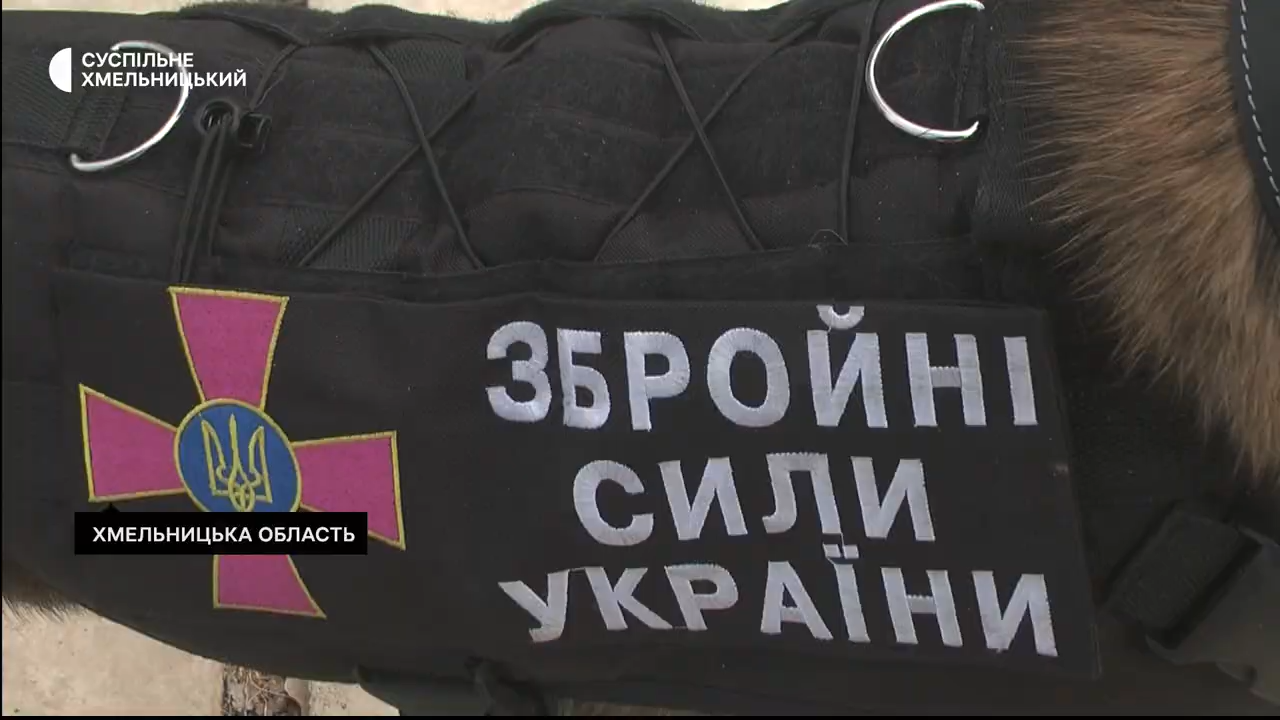 СУСПІЛЬНЕ
ХМЕЛЬНИЦЬКИЙ
ЗБРОЙНІ
СИЛИ
УКРАЇНИ
ХМЕЛЬНИЦЬКА ОБЛАСТЬ